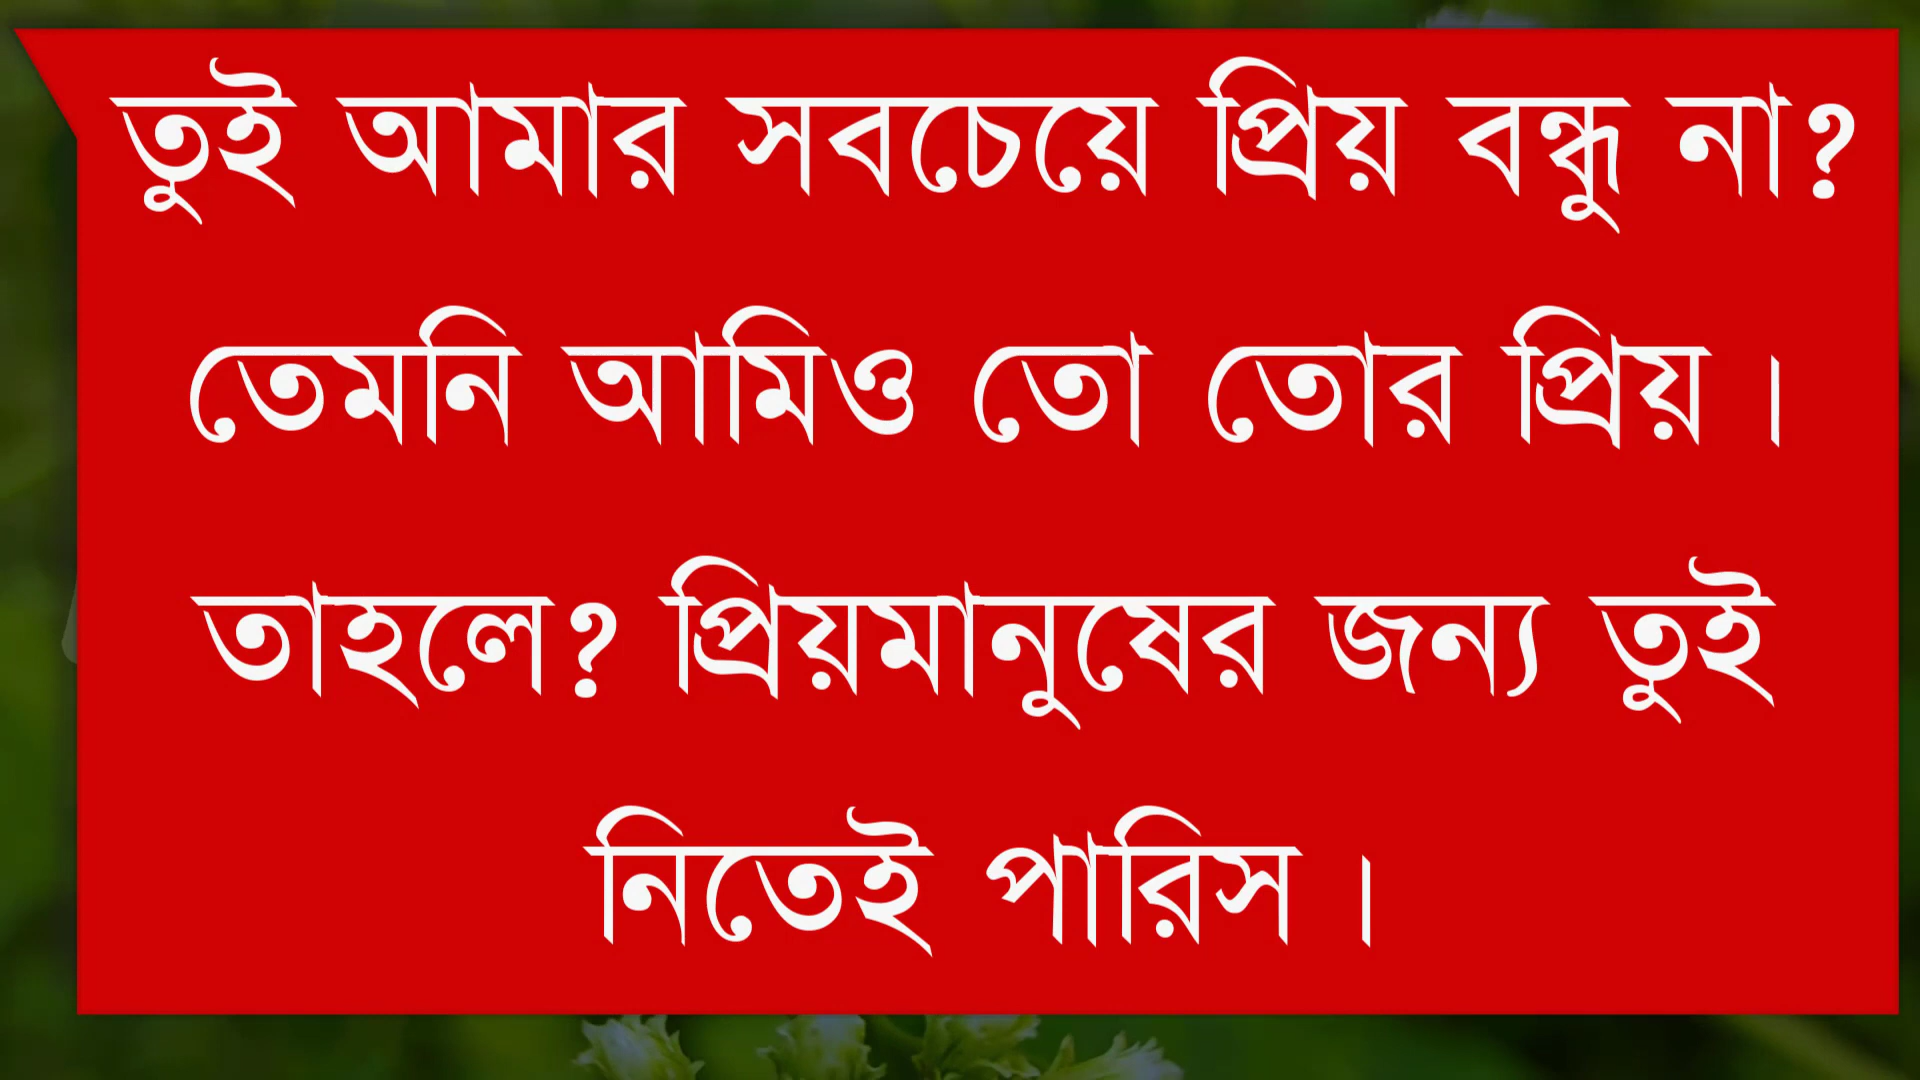 তুই আমার সবচেয়ে প্রিয় বন্ধু না?
তেমনি আমিও তো তোর প্রিয় ।
তাহলে? প্রিয়মানুষের জন্য তুই
নিতেই পারিস ।